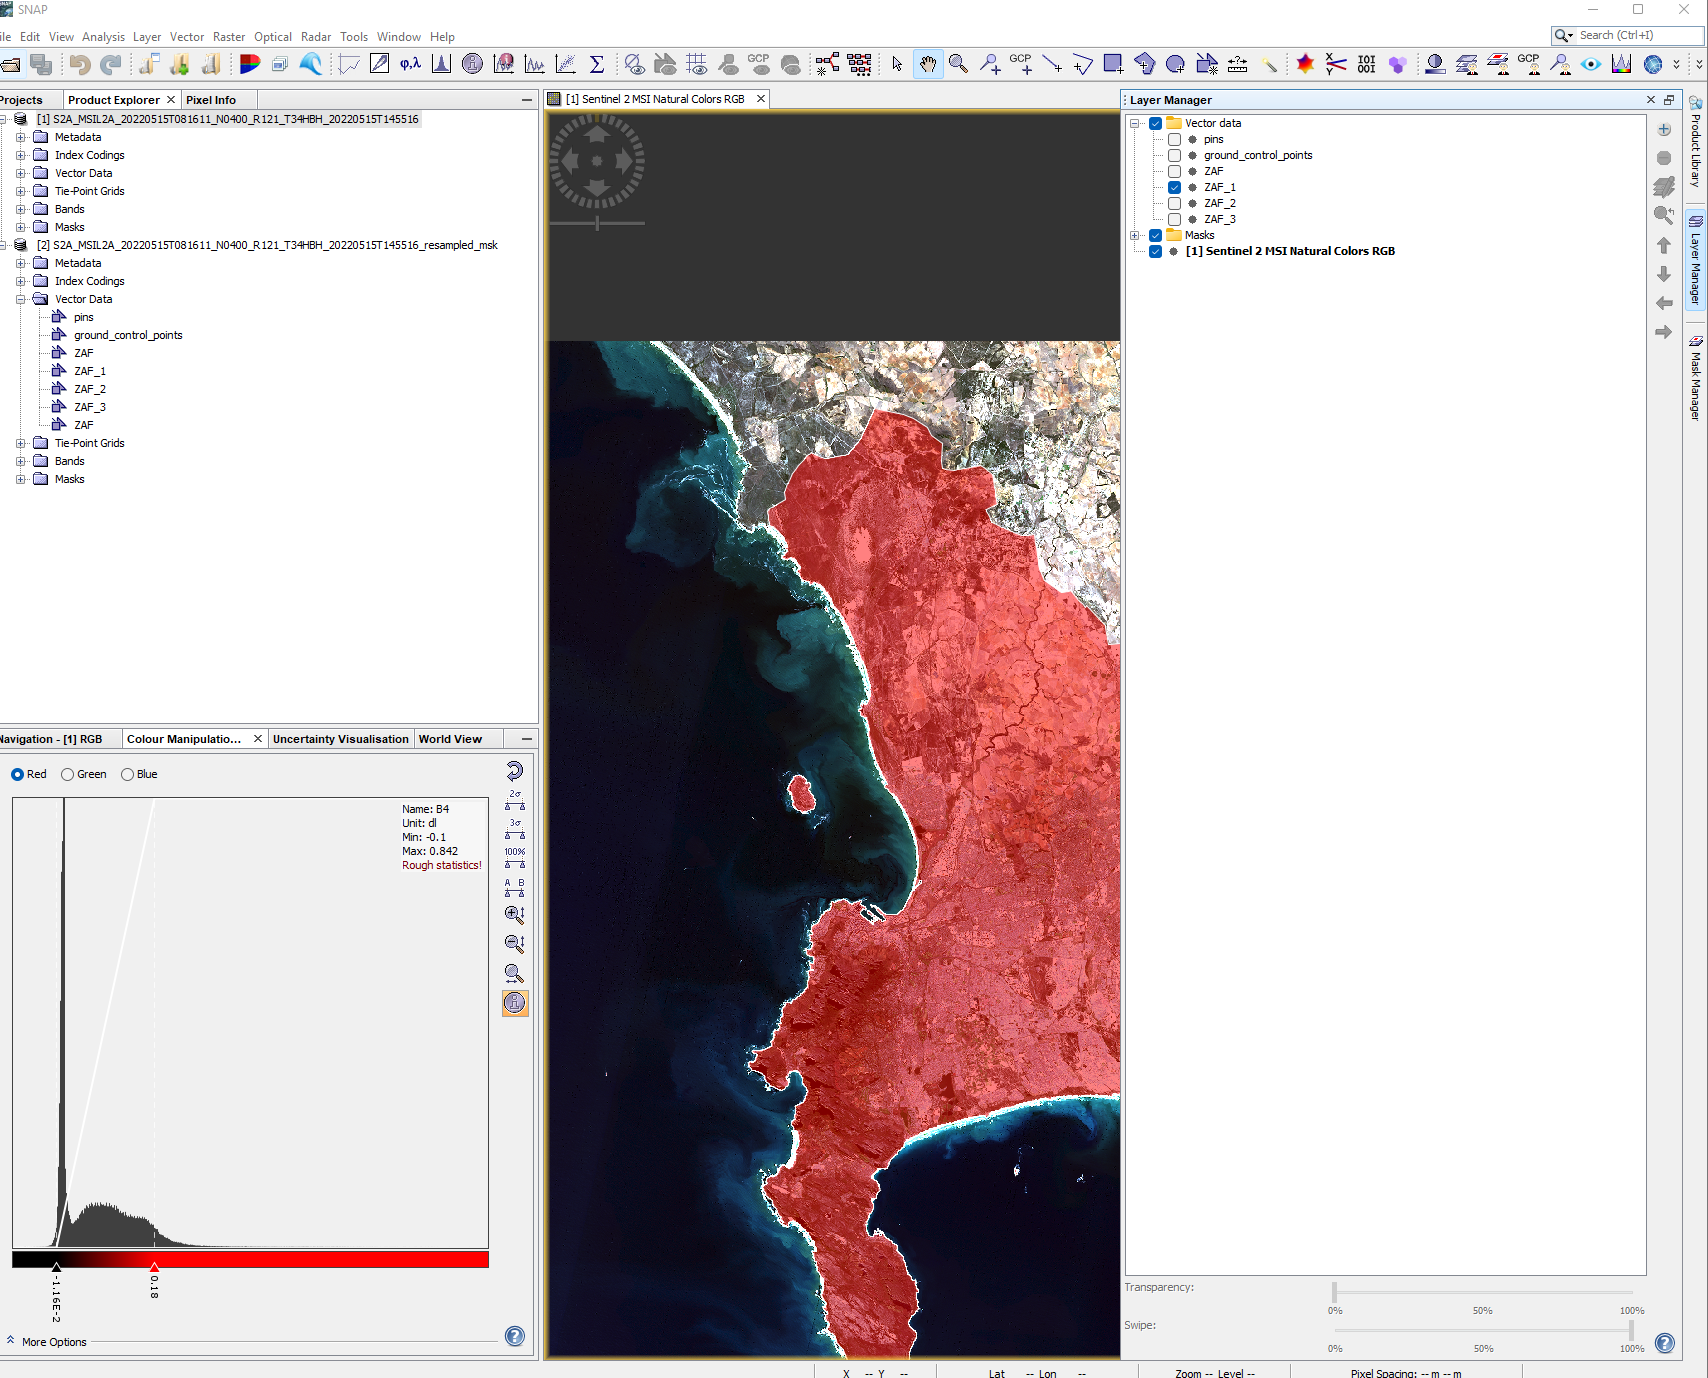 SNAP
ile Edit View Analysis Layer Vector Raster Optical Radar Tools Window Help
Search (Ctrl+I)
Projects Product Explorer Pixel Info
[1] Sentinel 2 MSI Natural Colors RGB
Layer Manager
[1] S2A_MSIL2A_20220515T081611_N0400_R121_T34HBH_20220515T145516
Metadata
Index Codings
Vector Data
Tie-Point Grids
Bands
Masks
[2] S2A_MSIL2A_20220515T081611_N0400_R121_T34HBH_20220515T145516_resampled_msk
Metadata
Index Codings
Vector Data
pins
ground_control_points
ZAF
ZAF_1
ZAF_2
ZAF_3
ZAF
Tie-Point Grids
Bands
Masks
Vector data
pins
ground_control_points
ZAF
ZAF_1
ZAF_2
ZAF_3
Masks
[1] Sentinel 2 MSI Natural Colors RGB
Product Library
Layer Manager
Mask Manager
Navigation - [1] RGB Colour Manipulatio... Uncertainty Visualisation World View
Red Green Blue
Name: B4
Unit: dl
Min: -0.1
Max: 0.842
Rough statistics!
2σ
3σ
100%
A B
-1.16E-2
0.18
More Options
Transparency:
0% 50% 100%
Swipe:
0% 50% 100%
X -- Y -- Lat -- Lon -- Zoom -- Level -- Pixel Spacing: -- m -- m
φ,λ
GCP
GCP
GCP